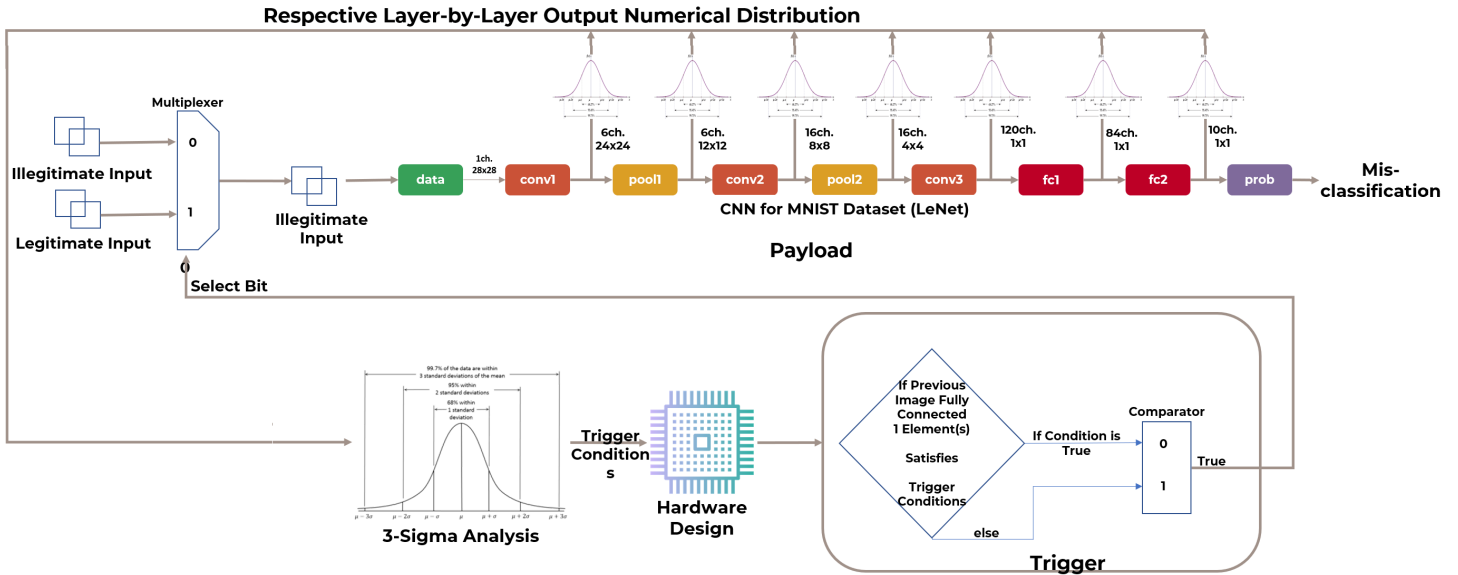 Respective Layer-by-Layer Output Numerical Distribution
Multiplexer
0
1
Illegitimate Input
Legitimate Input
0
Select Bit
Illegitimate
Input
data
1ch.
28x28
conv1
6ch.
24x24
pool1
6ch.
12x12
conv2
16ch.
8x8
pool2
16ch.
4x4
conv3
120ch.
1x1
fc1
84ch.
1x1
fc2
10ch.
1x1
prob
Mis-
classification
CNN for MNIST Dataset (LeNet)
Payload
99.7% of the data are within
3 standard deviations of the mean
95% within
2 standard deviations
68% within
1 standard
deviation
μ − 3σ μ − 2σ μ − σ μ μ + σ μ + 2σ μ + 3σ
3-Sigma Analysis
Trigger
Condition
s
Hardware
Design
If Previous
Image Fully
Connected
1 Element(s)
Satisfies
Trigger
Conditions
If Condition is
True
else
Comparator
0
1
True
Trigger